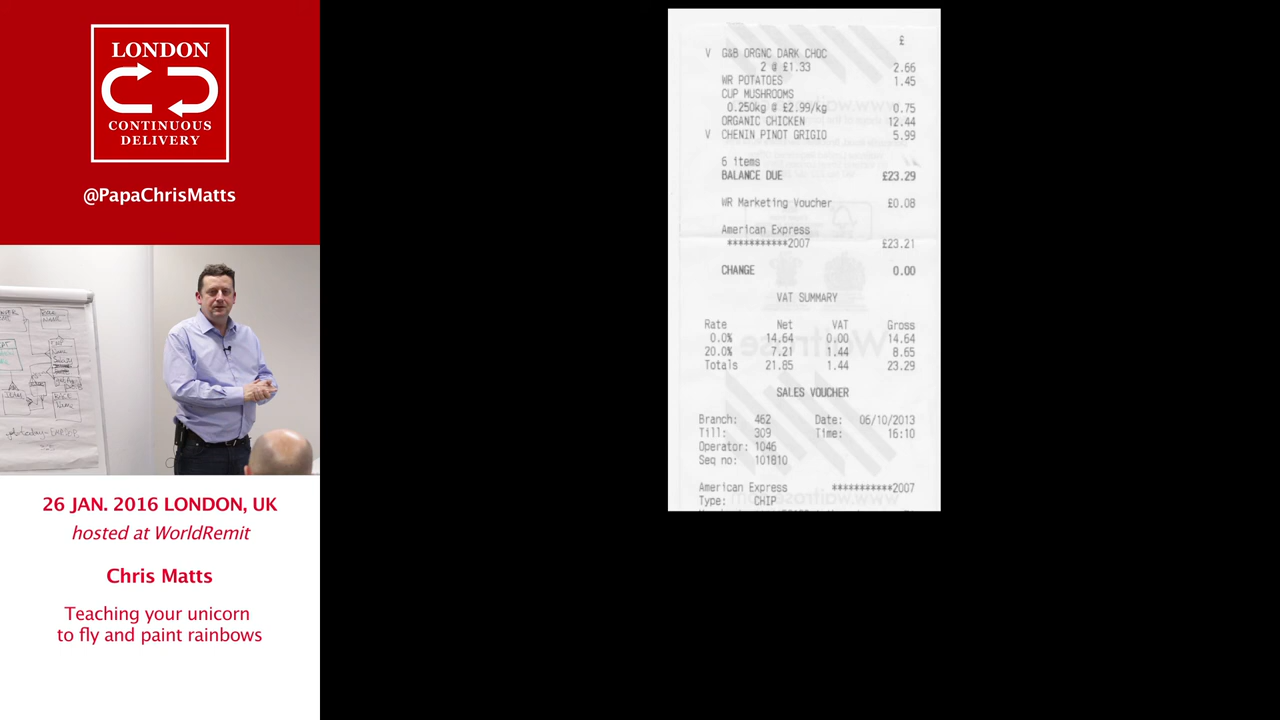 LONDON
CONTINUOUS
DELIVERY
@PapaChrisMatts
26 JAN. 2016 LONDON, UK
hosted at WorldRemit
Chris Matts
Teaching your unicorn
to fly and paint rainbows
£
V G&B ORGNC DARK CHOC
2 @ £1.33 2.66
WR POTATOES 1.45
CUP MUSHROOMS
0.250kg @ £2.99/kg 0.75
ORGANIC CHICKEN 12.44
V CHENIN PINOT GRIGIO 5.99
6 items
BALANCE DUE £23.29
WR Marketing Voucher £0.08
American Express
***********2007 £23.21
CHANGE 0.00
VAT SUMMARY
Rate Net VAT Gross
0.0% 14.64 0.00 14.64
20.0% 7.21 1.44 8.65
Totals 21.85 1.44 23.29
SALES VOUCHER
Branch: 462 Date: 06/10/2013
Till: 309 Time: 16:10
Operator: 1046
Seq no: 101810
American Express ***********2007
Type: CHIP